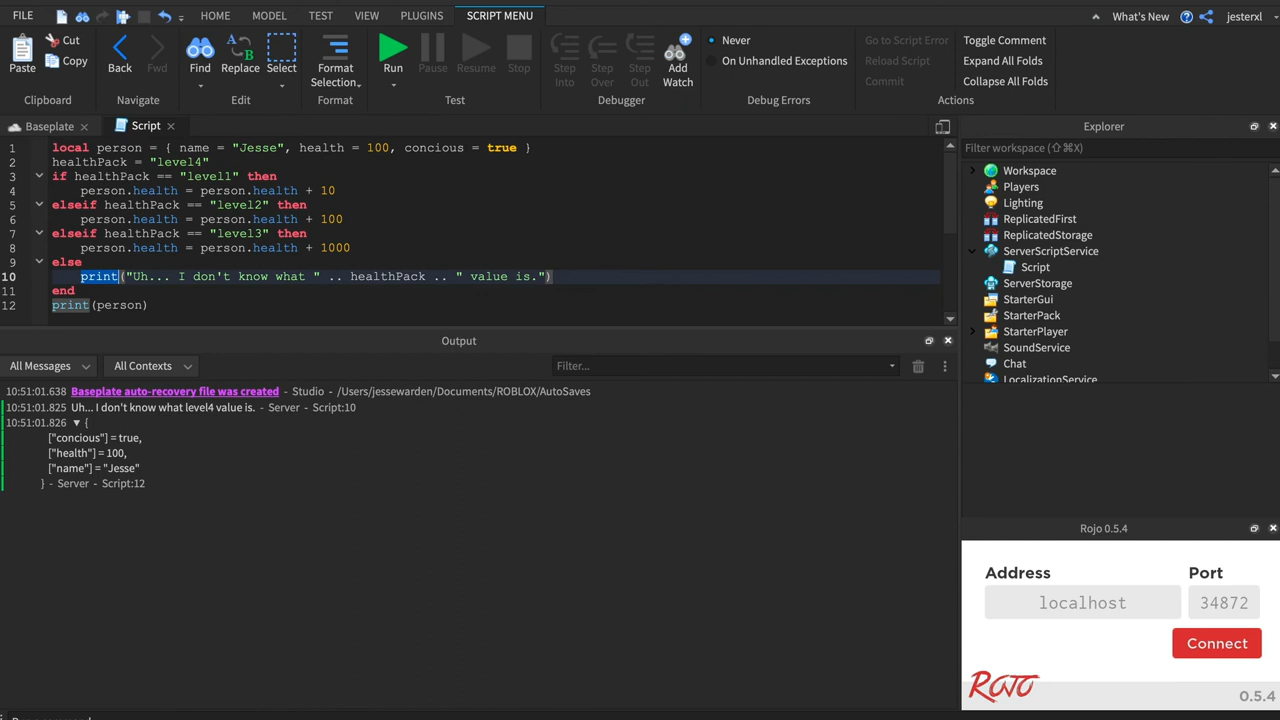 FILE HOME MODEL TEST VIEW PLUGINS SCRIPT MENU What's New jesterxl
Paste Cut Copy Back Fwd Find Replace Select Format Selection... Run Pause Resume Stop Step Into Step Over Step Out Add Watch Never On Unhandled Exceptions Go to Script Error Reload Script Commit Toggle Comment Expand All Folds Collapse All Folds
Clipboard Navigate Edit Format Test Debugger Debug Errors Actions
Baseplate Script
1 local person = { name = "Jesse", health = 100, concious = true }
2 healthPack = "level4"
3 if healthPack == "level1" then
4 person.health = person.health + 10
5 elseif healthPack == "level2" then
6 person.health = person.health + 100
7 elseif healthPack == "level3" then
8 person.health = person.health + 1000
9 else
10 print("Uh... I don't know what " .. healthPack .. " value is.")
11 end
12 print(person)
Output
All Messages All Contexts Filter...
10:51:01.638 Baseplate auto-recovery file was created - Studio - /Users/jessewarden/Documents/ROBLOX/AutoSaves
10:51:01.825 Uh... I don't know what level4 value is. - Server - Script:10
10:51:01.826 ▼ {
["concious"] = true,
["health"] = 100,
["name"] = "Jesse"
} - Server - Script:12
Explorer
Filter workspace (⇧⌘X)
Workspace
Players
Lighting
ReplicatedFirst
ReplicatedStorage
ServerScriptService
Script
ServerStorage
StarterGui
StarterPack
StarterPlayer
SoundService
Chat
LocalizationService
Rojo 0.5.4
Address Port
localhost 34872
Connect
ROJO 0.5.4